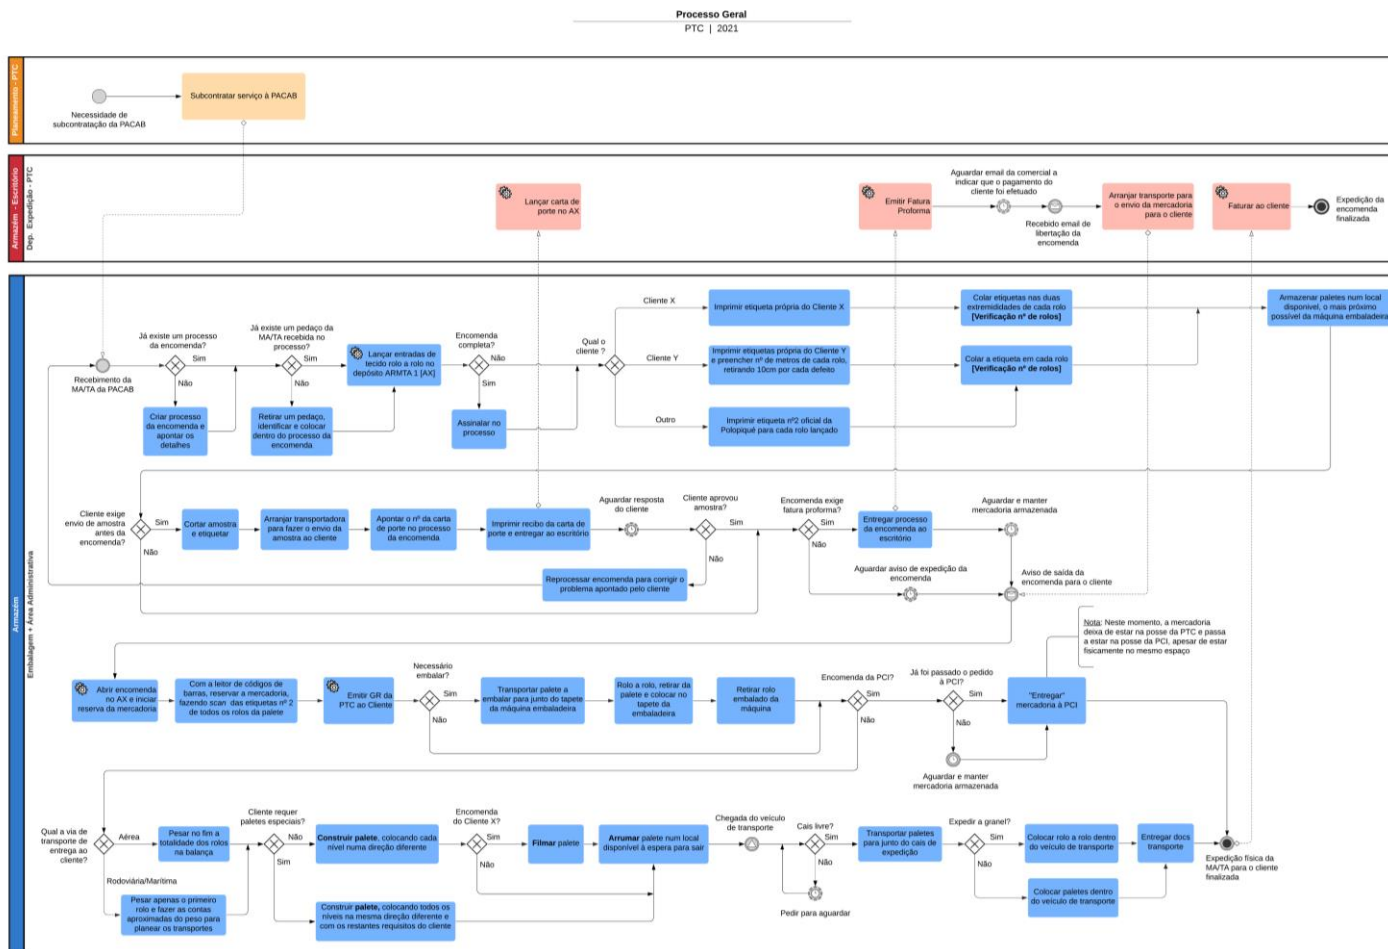 Processo Geral
PTC | 2021
Planeamento - PTC
Necessidade de
subcontratação da PACAB
Subcontratar serviço à PACAB
Armazém - Escritório
Dep. Expedição - PTC
Lançar carta de
porte no AX
Emitir Fatura
Proforma
Aguardar email da comercial a
indicar que o pagamento do
cliente foi efetuado
Recebido email de
libertação da
encomenda
Arranjar transporte para
o envio da mercadoria
para o cliente
Faturar ao cliente
Expedição da
encomenda
finalizada
Armazém
Embalagem + Área Administrativa
Recebimento da
MA/TA da PACAB
Já existe um processo
da encomenda?
Sim
Não
Criar processo
da encomenda e
apontar os
detalhes
Já existe um pedaço da
MA/TA recebida no
processo?
Sim
Não
Retirar um pedaço,
identificar e colocar
dentro do processo da
encomenda
Lançar entradas de
tecido rolo a rolo no
depósito ARMTA 1 [AX]
Encomenda
completa?
Não
Sim
Assinalar no
processo
Qual o
cliente ?
Cliente X
Cliente Y
Outro
Imprimir etiqueta própria do Cliente X
Imprimir etiquetas própria do Cliente Y
e preencher nº de metros de cada rolo,
retirando 10cm por cada defeito
Imprimir etiqueta nº2 oficial da
Polopiqué para cada rolo lançado
Colar etiquetas nas duas
extremididades de cada rolo
[Verificação nº de rolos]
Colar a etiqueta em cada rolo
[Verificação nº de rolos]
Armazenar paletes num local
disponível, o mais próximo
possível da máquina embaladeira
Cliente exige
envio de amostra
antes da
encomenda?
Sim
Não
Cortar amostra
e etiquetar
Arranjar transportadora
para fazer o envio da
amostra ao cliente
Apontar o nº da carta
de porte no processo
da encomenda
Imprimir recibo da carta de
porte e entregar ao escritório
Aguardar resposta
do cliente
Cliente aprovou
amostra?
Sim
Não
Reprocessar encomenda para corrigir o
problema apontado pelo cliente
Encomenda exige
fatura proforma?
Sim
Não
Entregar processo
da encomenda ao
escritório
Aguardar e manter
mercadoria armazenada
Aguardar aviso de expedição da
encomenda
Aviso de saída da
encomenda para o cliente
Nota: Neste momento, a mercadoria
deixa de estar na posse da PTC e passa
a estar na posse da PCI, apesar de estar
fisicamente no mesmo espaço
Abrir encomenda
no AX e iniciar
reserva da mercadoria
Com a leitor de códigos de
barras, reservar a mercadoria,
fazendo scan das etiquetas nº 2
de todos os rolos da palete
Emitir GR da
PTC ao Cliente
Necessário
embalar?
Sim
Não
Transportar palete a
embalar para junto do tapete
da máquina embaladeira
Rolo a rolo, retirar da
palete e colocar no
tapete da
embaladeira
Retirar rolo
embalado da
máquina
Encomenda da PCI?
Sim
Não
Já foi passado o pedido
à PCI?
Sim
Não
"Entregar"
mercadoria à PCI
Aguardar e manter
mercadoria armazenada
Qual a via de
transporte de
entrega ao
cliente?
Aérea
Rodoviária/Marítima
Pesar no fim a
totalidade dos rolos
na balança
Pesar apenas o primeiro
rolo e fazer as contas
aproximadas do peso para
planear os transportes
Cliente requer
paletes especiais?
Não
Sim
Construir palete, colocando cada
nível numa direção diferente
Construir palete, colocando todos os
níveis na mesma direção diferente e
com os restantes requisitos do cliente
Encomenda
do Cliente X?
Sim
Não
Filmar palete
Arrumar palete num local
disponível à espera para sair
Chegada do veículo
de transporte
Cais livre?
Sim
Não
Pedir para aguardar
Transportar paletes
para junto do cais de
expedição
Expedir a granel?
Sim
Não
Colocar rolo a rolo dentro
do veículo de transporte
Colocar paletes dentro
do veículo de transporte
Entregar docs
transporte
Expedição física da
MA/TA para o cliente
finalizada